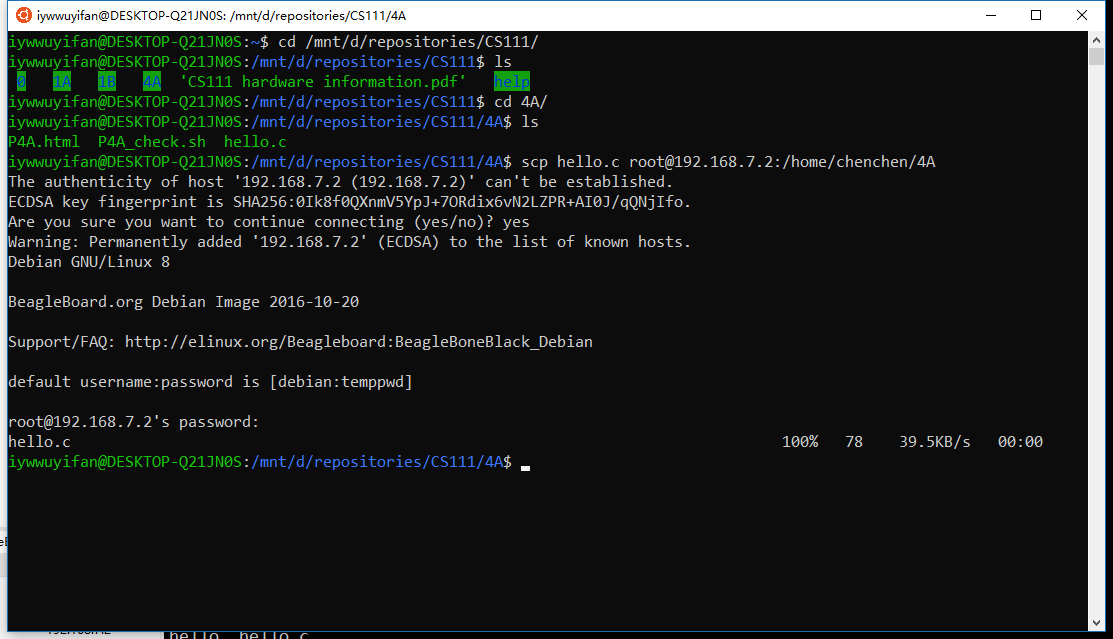 iywwuyifan@DESKTOP-Q21JN0S: /mnt/d/repositories/CS111/4A
iywwuyifan@DESKTOP-Q21JN0S:~$ cd /mnt/d/repositories/CS111/
iywwuyifan@DESKTOP-Q21JN0S:/mnt/d/repositories/CS111$ ls
0 1A 1B 4A 'CS111 hardware information.pdf' help
iywwuyifan@DESKTOP-Q21JN0S:/mnt/d/repositories/CS111$ cd 4A/
iywwuyifan@DESKTOP-Q21JN0S:/mnt/d/repositories/CS111/4A$ ls
P4A.html P4A_check.sh hello.c
iywwuyifan@DESKTOP-Q21JN0S:/mnt/d/repositories/CS111/4A$ scp hello.c root@192.168.7.2:/home/chenchen/4A
The authenticity of host '192.168.7.2 (192.168.7.2)' can't be established.
ECDSA key fingerprint is SHA256:0Ik8f0QXnmV5YpJ+7ORdix6vN2LZPR+AI0J/qQNjIfo.
Are you sure you want to continue connecting (yes/no)? yes
Warning: Permanently added '192.168.7.2' (ECDSA) to the list of known hosts.
Debian GNU/Linux 8
BeagleBoard.org Debian Image 2016-10-20
Support/FAQ: http://elinux.org/Beagleboard:BeagleBoneBlack_Debian
default username:password is [debian:temppwd]
root@192.168.7.2's password:
hello.c 100% 78 39.5KB/s 00:00
iywwuyifan@DESKTOP-Q21JN0S:/mnt/d/repositories/CS111/4A$
hello hello.c